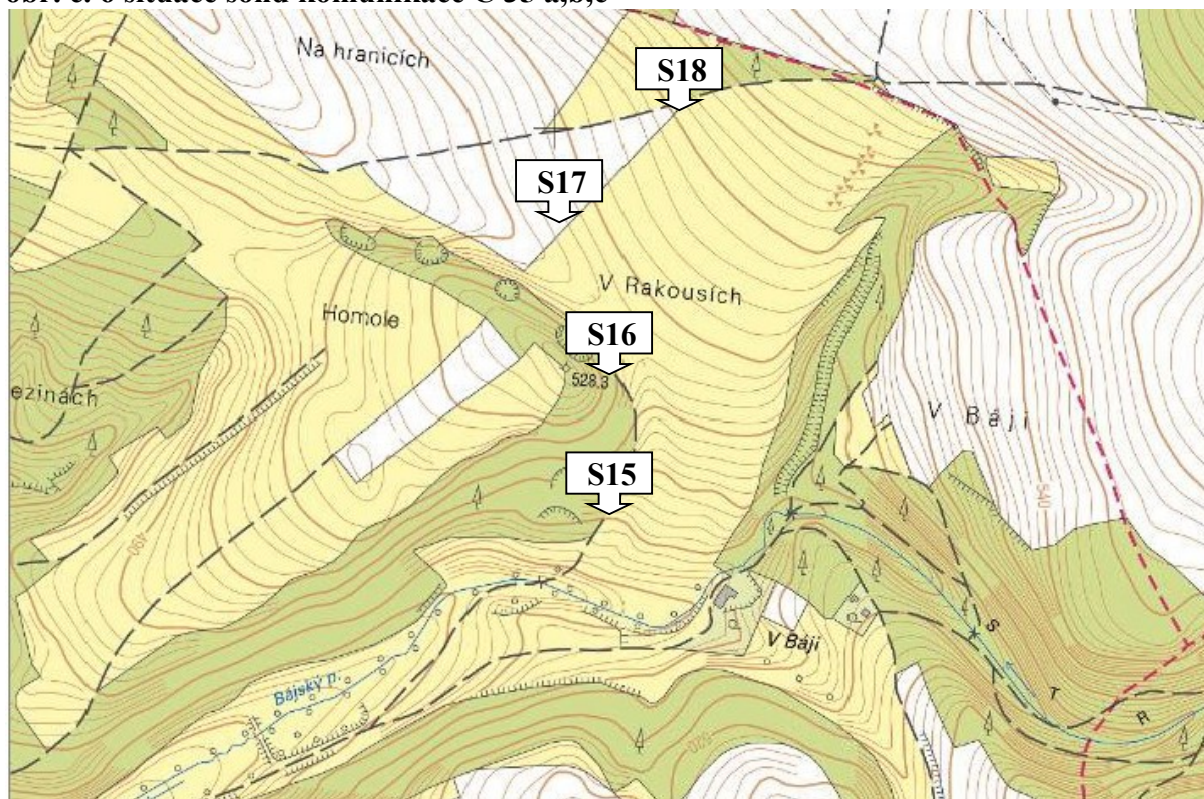 obr. č. 6 situace sond komunikace C 35 a,b,c
Na hranicích
S18
S17
V Rakousích
Homole
S16
528.3
ezinách
V Báji
S15
540
490
V Báji
Bájský p.
S
T
R